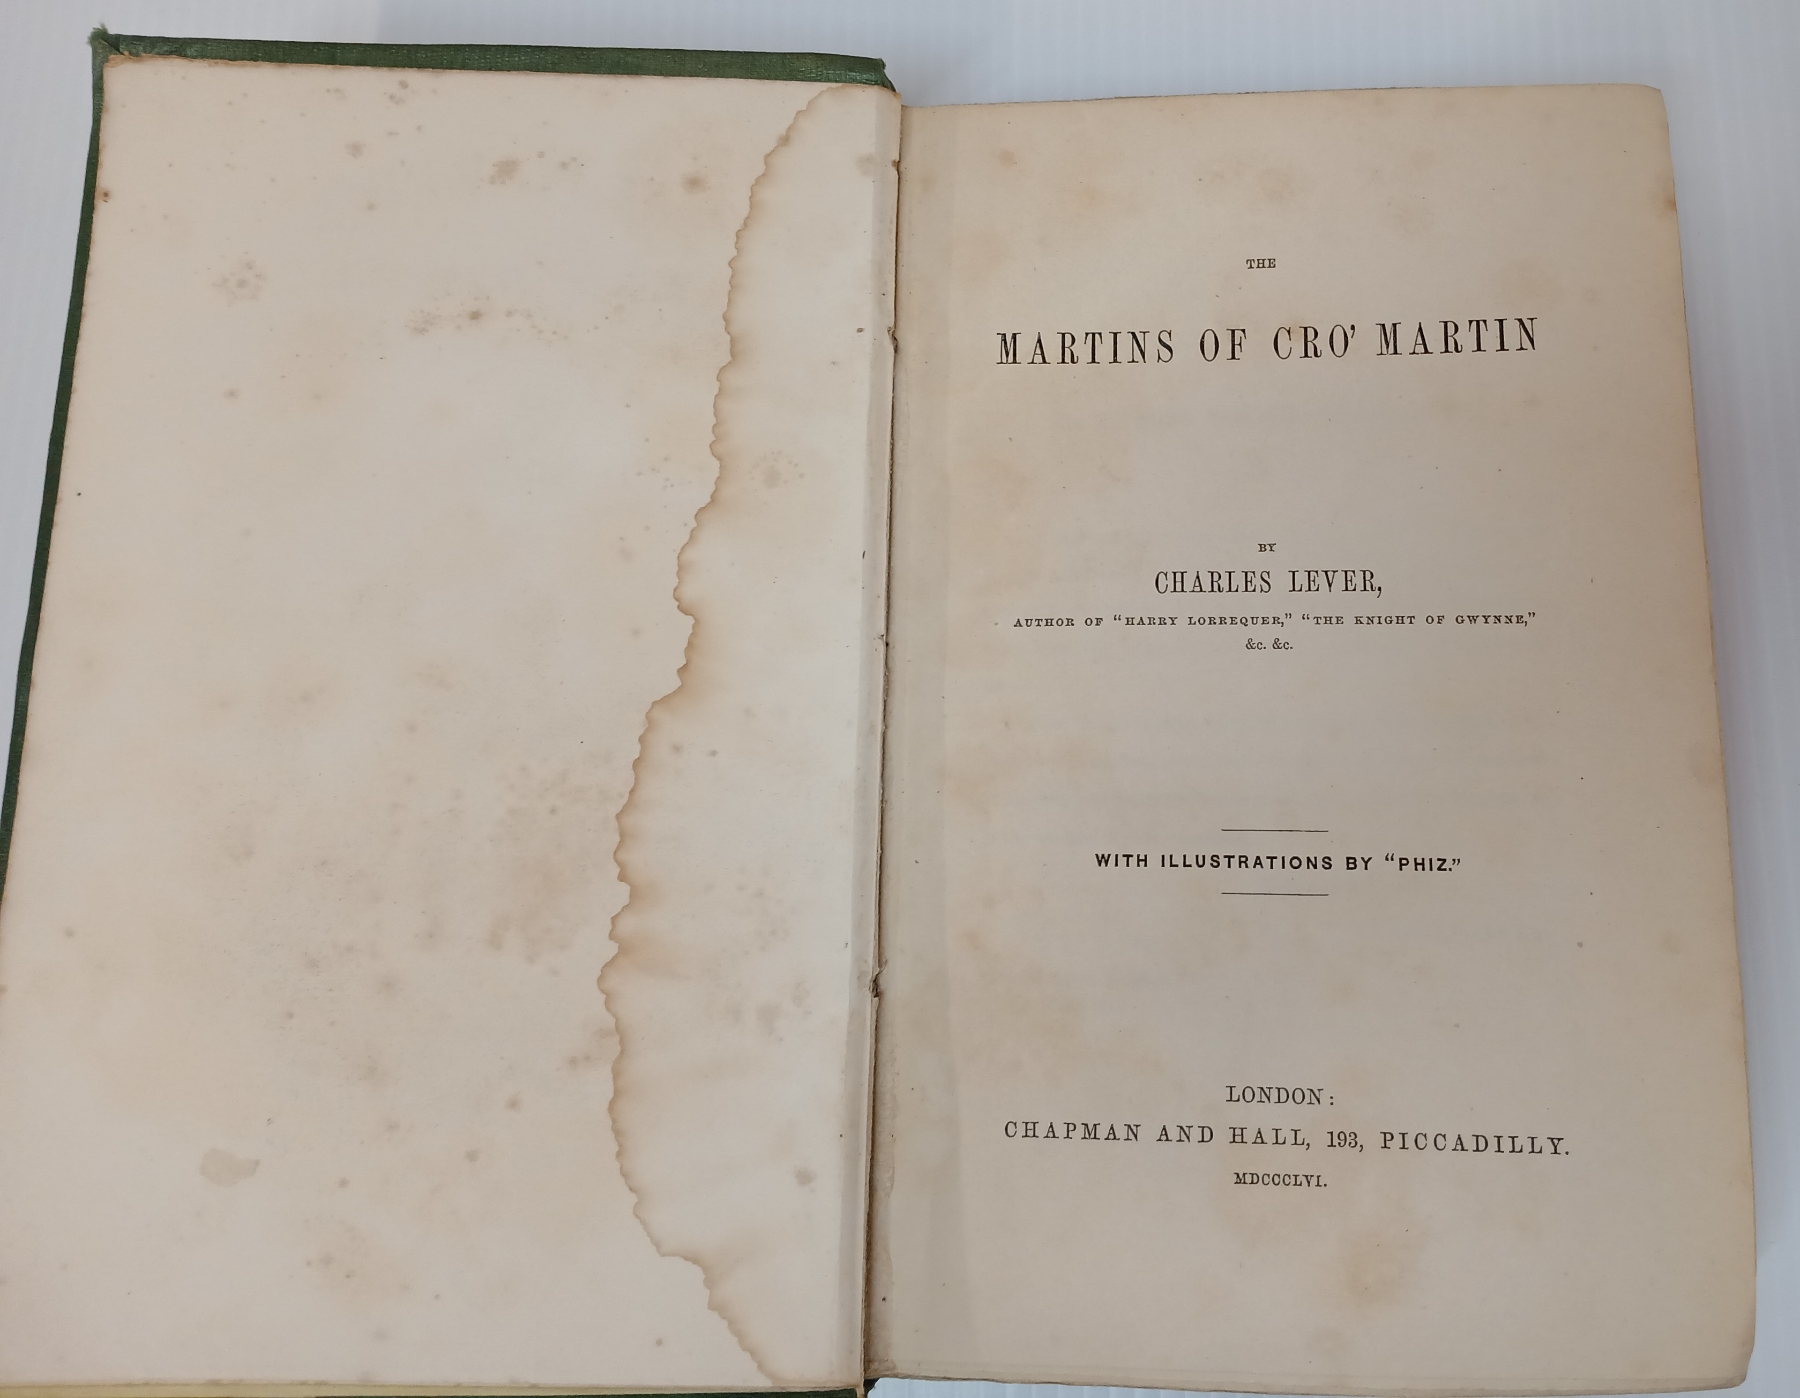 THE
MARTINS OF CRO' MARTIN
BY
CHARLES LEVER,
AUTHOR OF "HARRY LORREQUER," "THE KNIGHT OF GWYNNE,"
&c. &c.
WITH ILLUSTRATIONS BY "PHIZ."
LONDON:
CHAPMAN AND HALL, 193, PICCADILLY.
MDCCCLVI.